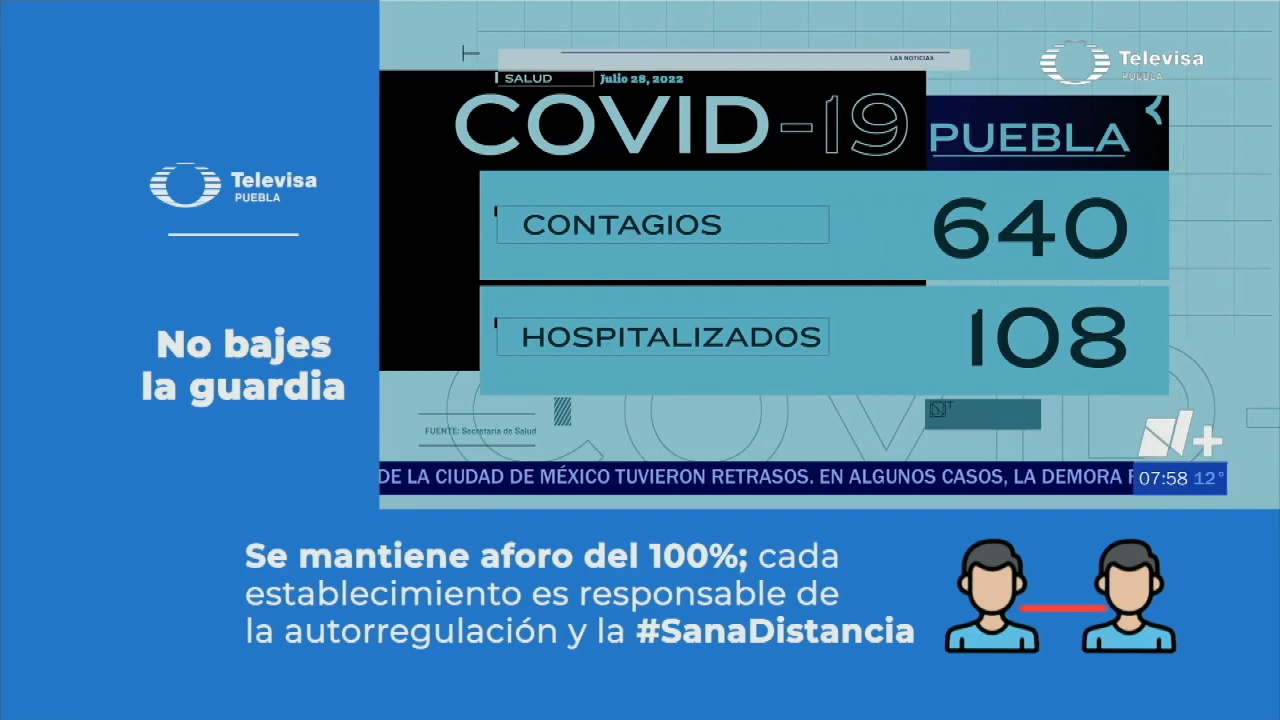 LAS NOTICIAS
Televisa
PUEBLA
SALUD
Julio 28, 2022
COVID-19
PUEBLA
CONTAGIOS
640
HOSPITALIZADOS
108
FUENTE: Secretaría de Salud
N+
DE LA CIUDAD DE MÉXICO TUVIERON RETRASOS. EN ALGUNOS CASOS, LA DEMORA
07:58 12°
Televisa
PUEBLA
No bajes
la guardia
Se mantiene aforo del 100%; cada
establecimiento es responsable de
la autorregulación y la #SanaDistancia